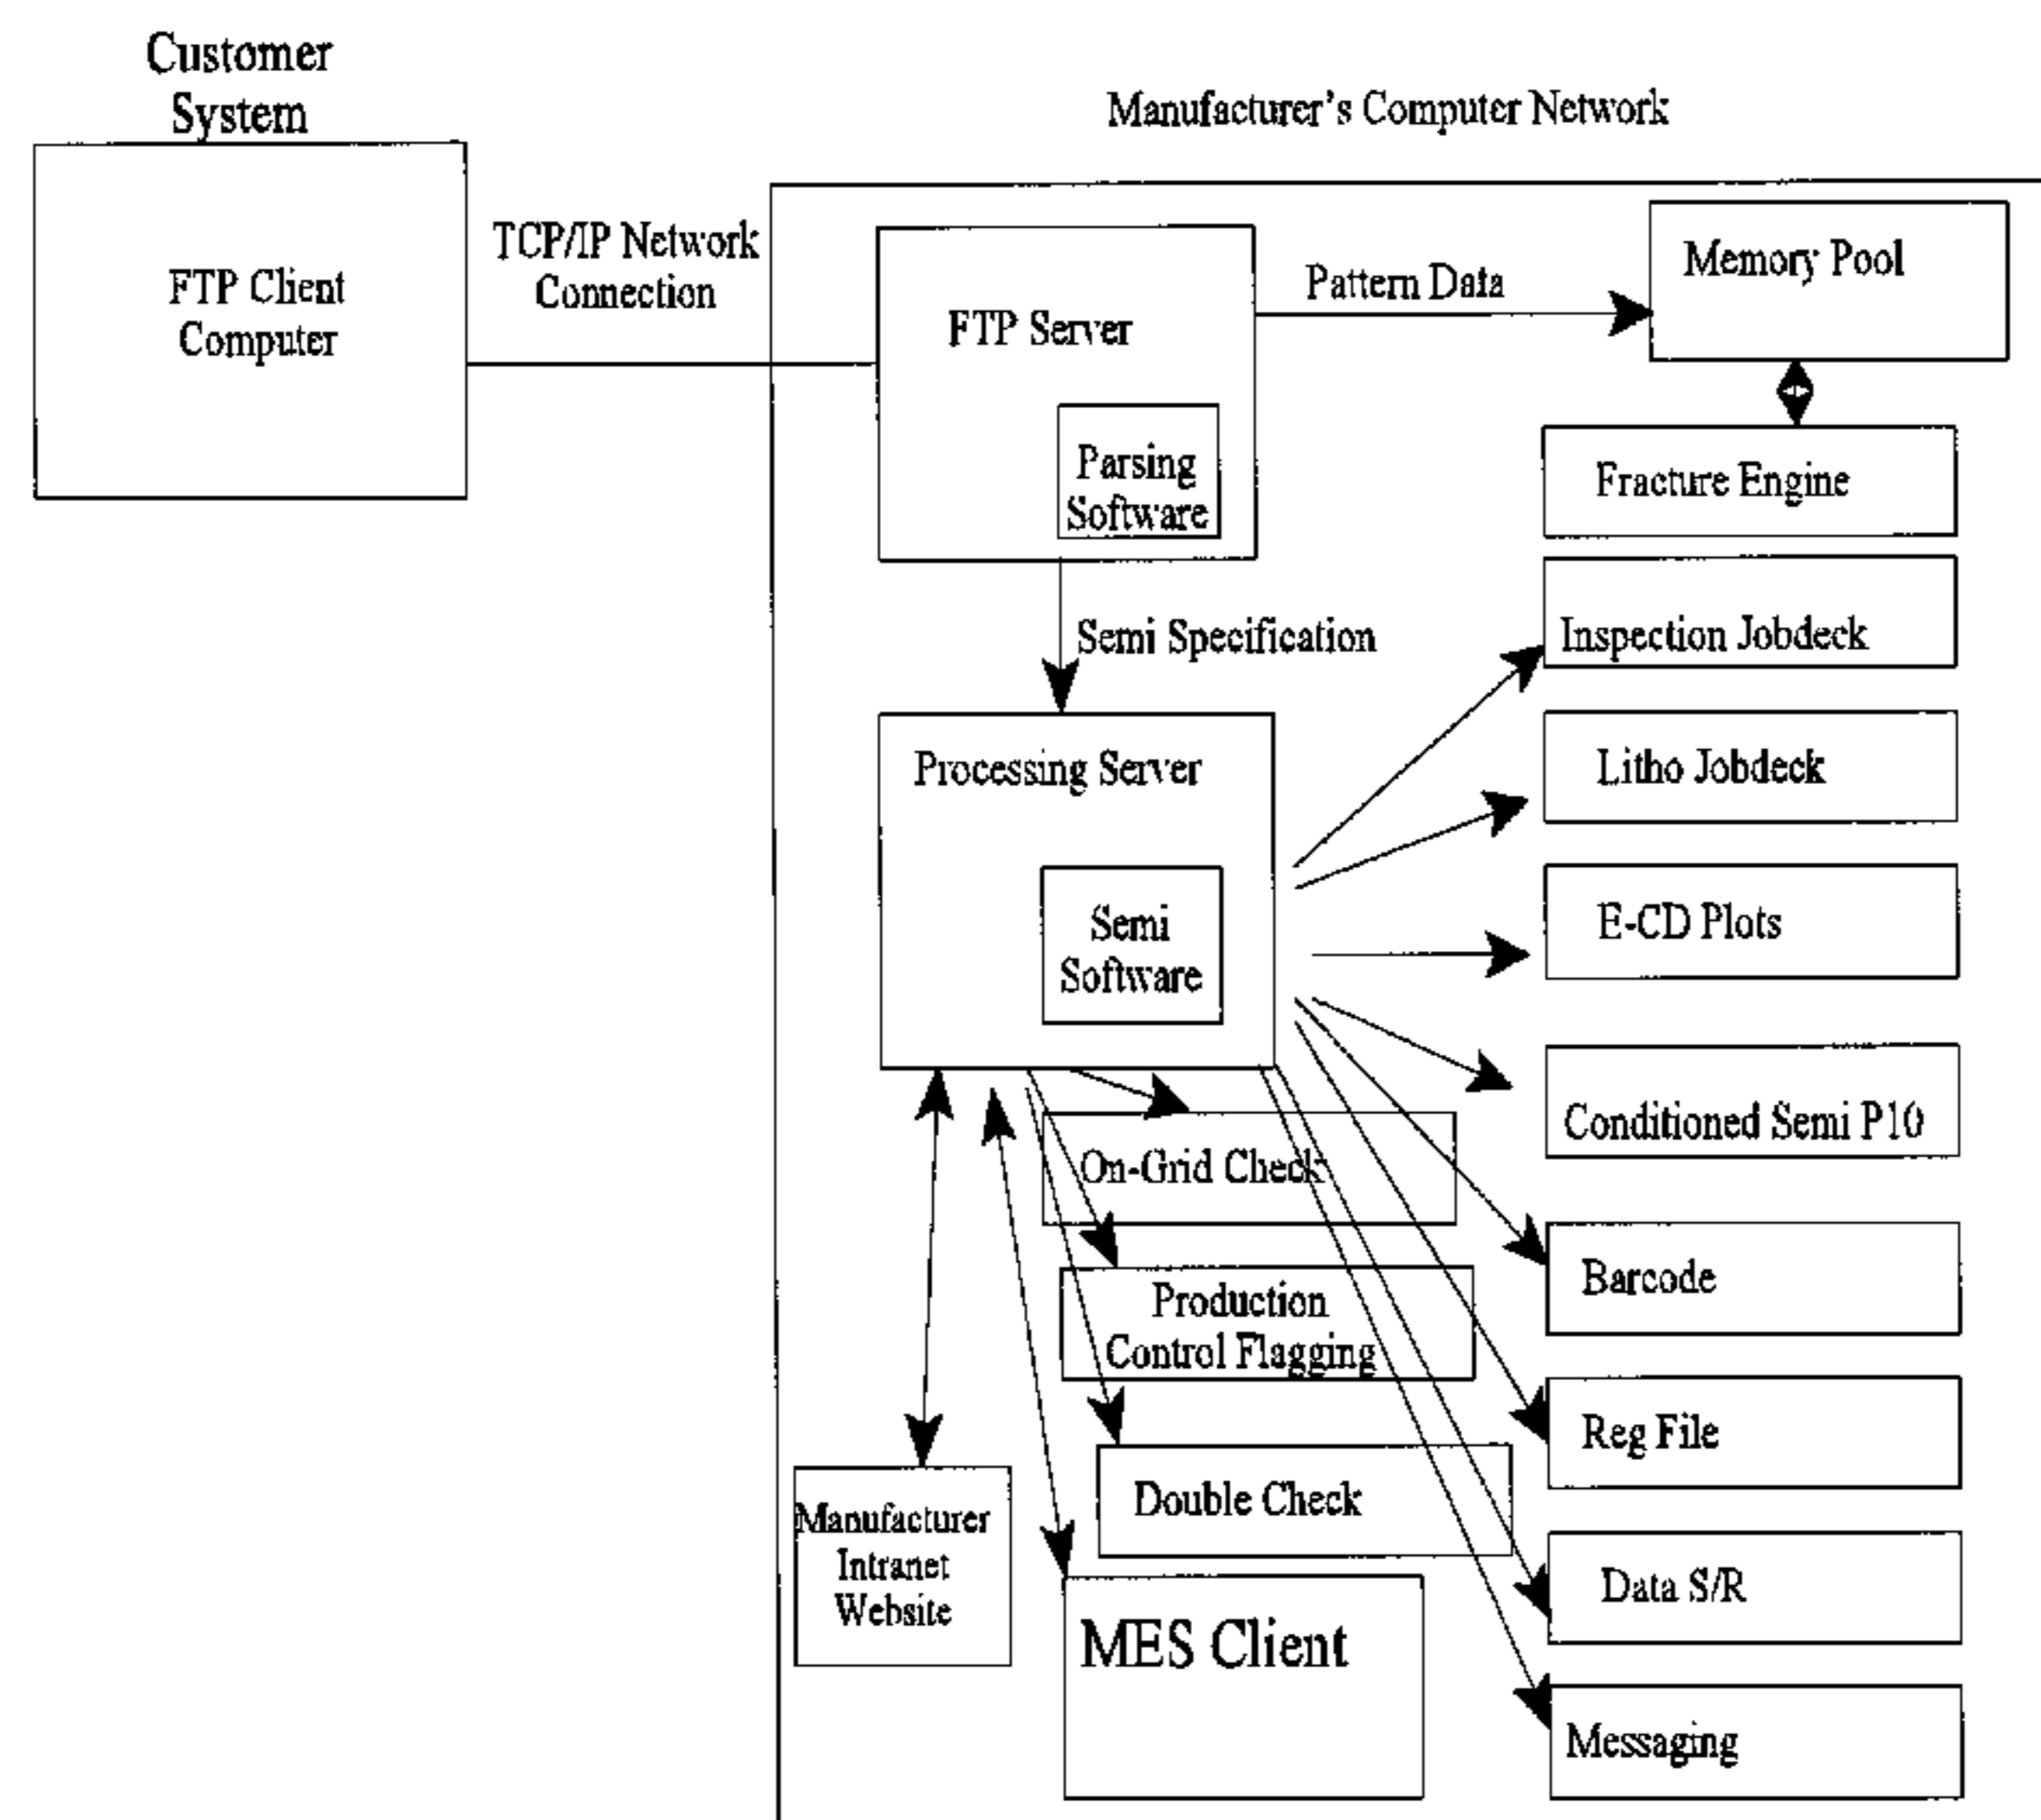 Customer
System
Manufacturer's Computer Network
FTP Client
Computer
TCP/IP Network
Connection
FTP Server
Parsing
Software
Pattern Data
Memory Pool
Fracture Engine
Semi Specification
Inspection Jobdeck
Processing Server
Semi
Software
Litho Jobdeck
E-CD Plots
Conditioned Semi P10
On-Grid Check
Barcode
Production
Control Flagging
Reg File
Double Check
Manufacturer
Intranet
Website
Data S/R
MES Client
Messaging